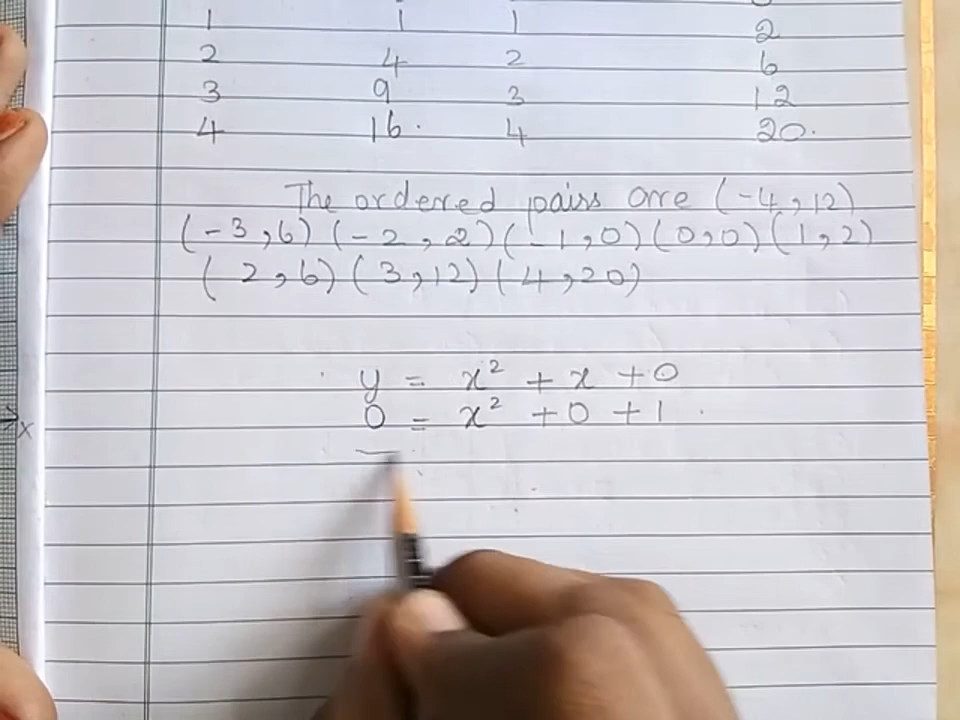 1 1 1 2
2 4 2 6
3 9 3 12
4 16. 4 20.
The ordered pairs are (-4,12)
(-3,6) (-2,2) (-1,0) (0,0) (1,2)
(2,6) (3,12) (4,20)
y = x² + x + 0
0 = x² + 0 + 1
x